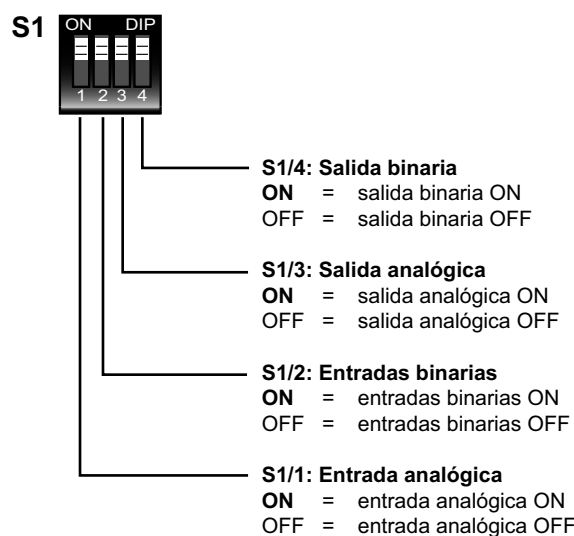 S1
ON DIP
1 2 3 4
S1/4: Salida binaria
ON = salida binaria ON
OFF = salida binaria OFF
S1/3: Salida analógica
ON = salida analógica ON
OFF = salida analógica OFF
S1/2: Entradas binarias
ON = entradas binarias ON
OFF = entradas binarias OFF
S1/1: Entrada analógica
ON = entrada analógica ON
OFF = entrada analógica OFF